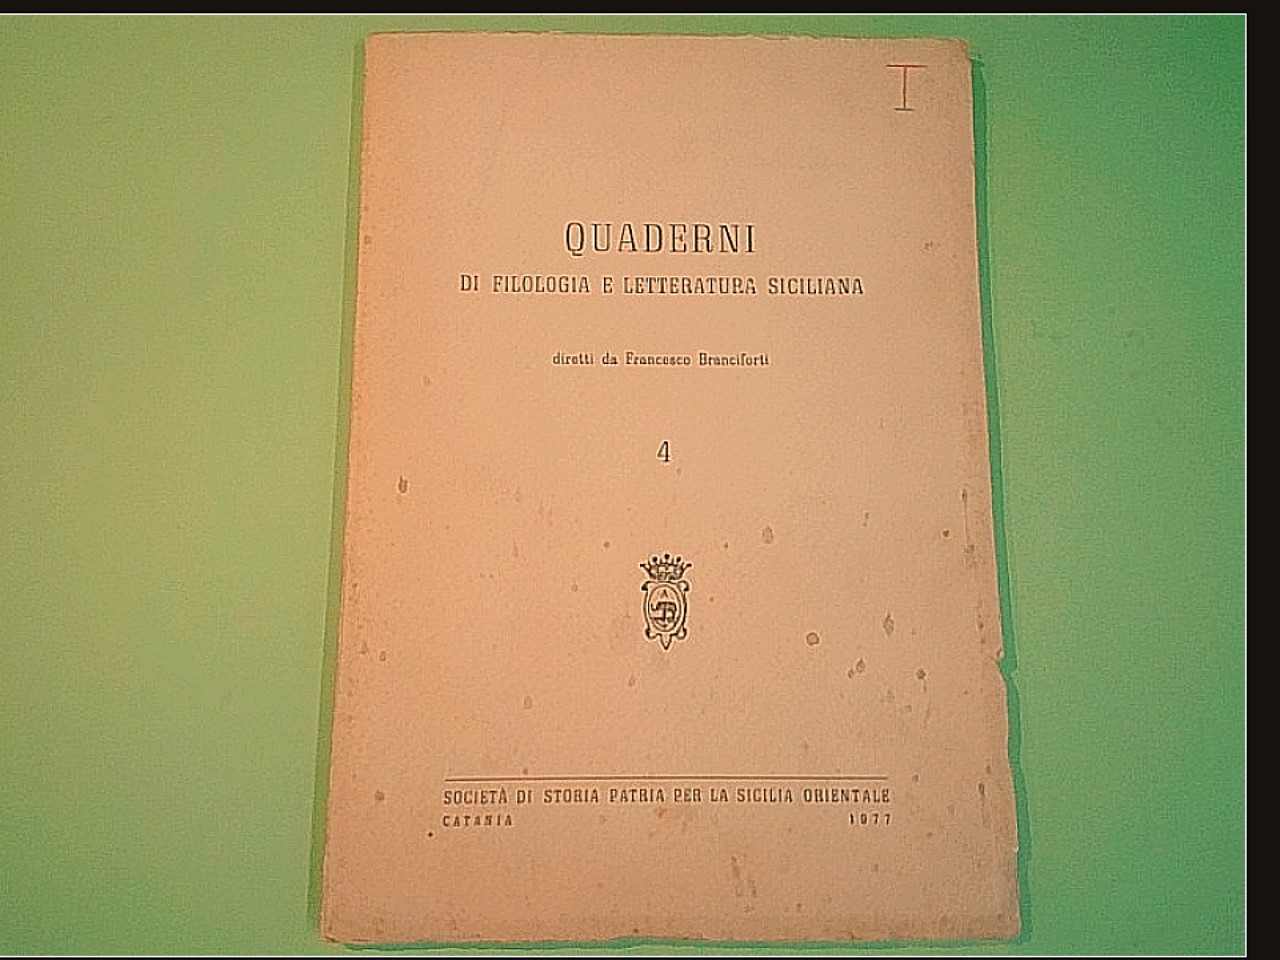 I
QUADERNI
DI FILOLOGIA E LETTERATURA SICILIANA
diretti da Francesco Branciforti
4
SOCIETÀ DI STORIA PATRIA PER LA SICILIA ORIENTALE
CATANIA 1977